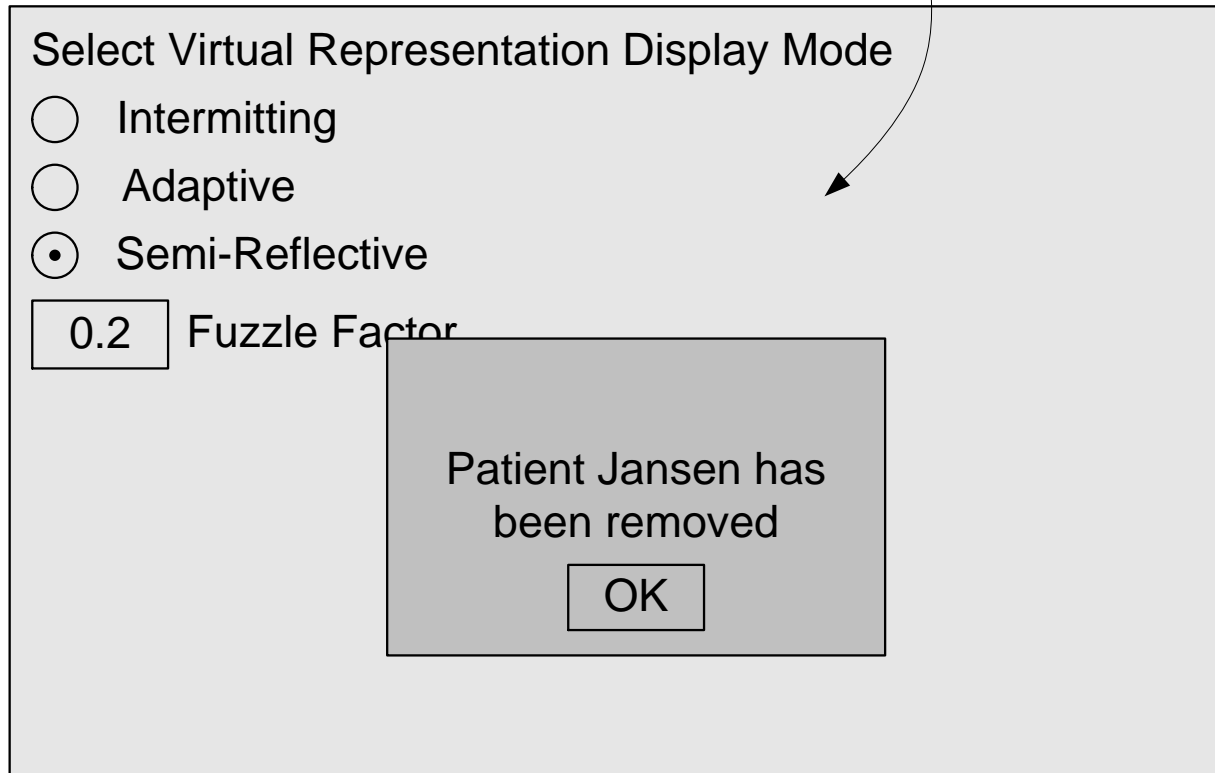 Select Virtual Representation Display Mode
Intermitting
Adaptive
Semi-Reflective
0.2 Fuzzle Factor
Patient Jansen has
been removed
OK